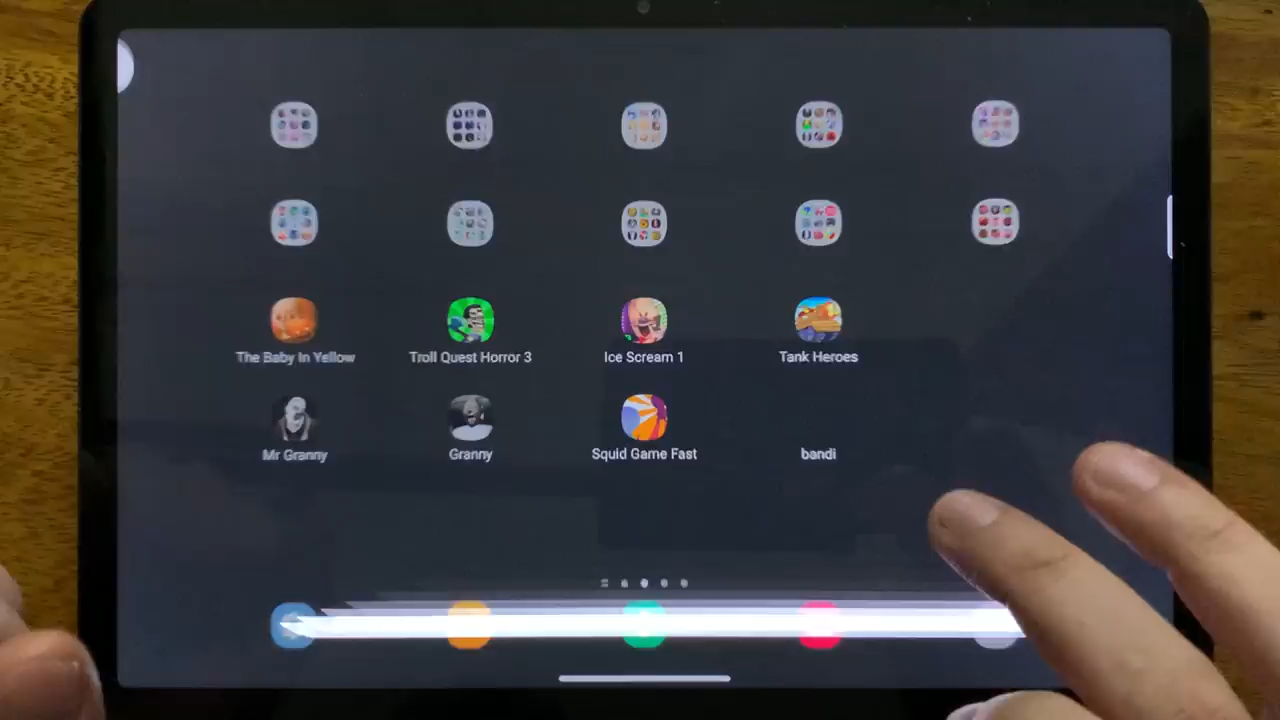 The Baby In Yellow
Troll Quest Horror 3
Ice Scream 1
Tank Heroes
Mr Granny
Granny
Squid Game Fast
bandi